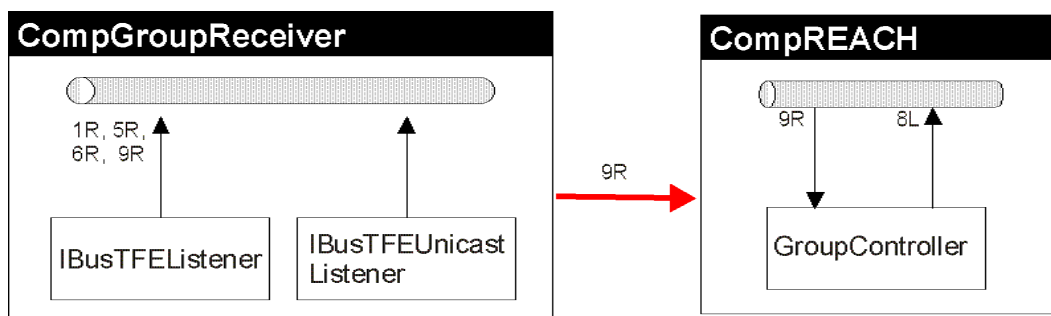 CompGroupReceiver
1R, 5R,
6R, 9R
IBusTFEListener
IBusTFEUnicast
Listener
9R
CompREACH
9R
8L
GroupController